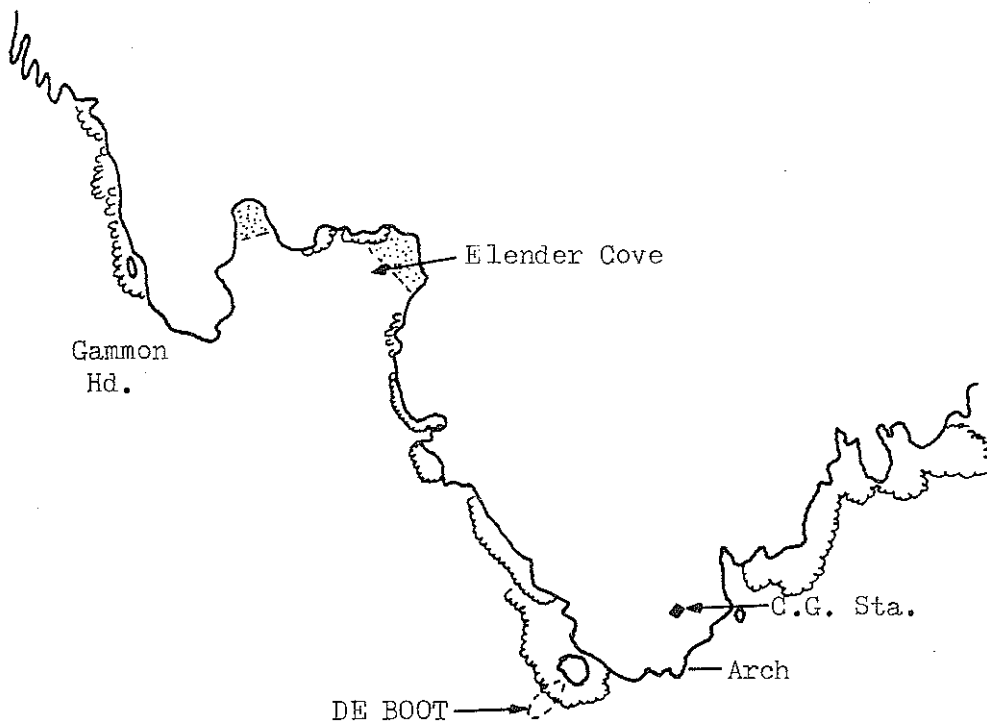 Elender Cove
Gammon
Hd.
C.G. Sta.
Arch
DE BOOT